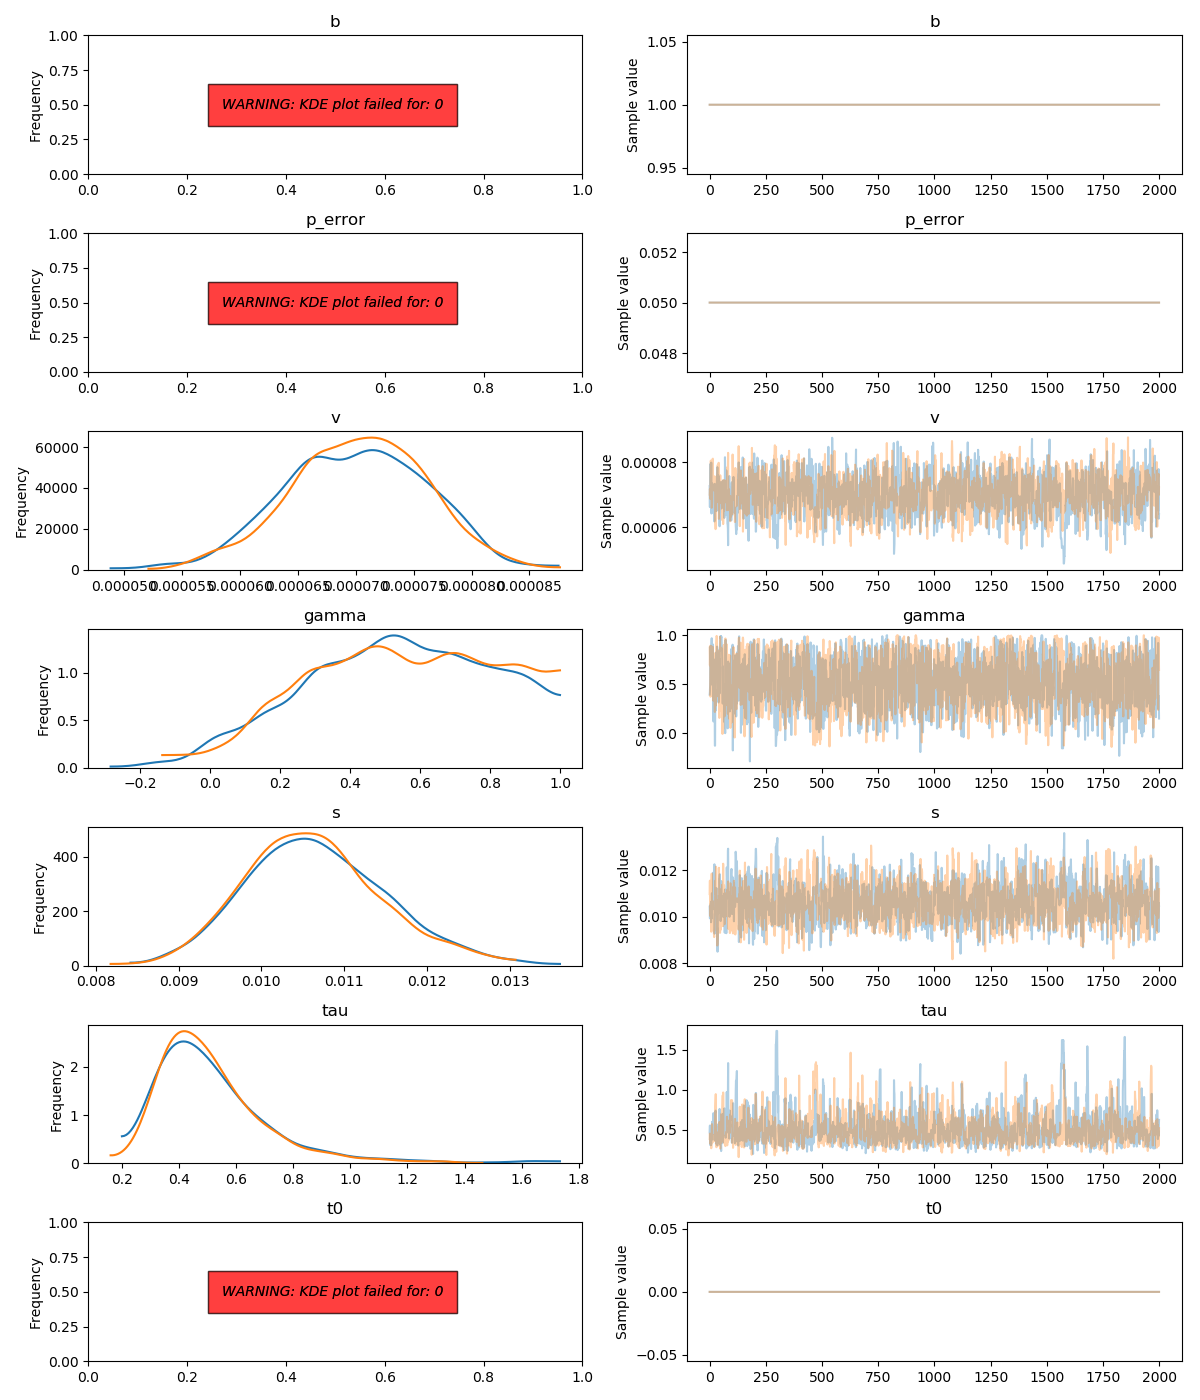 b
b
Frequency
1.00
0.75
0.50
0.25
0.00
WARNING: KDE plot failed for: 0
0.0 0.2 0.4 0.6 0.8 1.0
Sample value
1.05
1.00
0.95
0 250 500 750 1000 1250 1500 1750 2000
p_error
p_error
Frequency
1.00
0.75
0.50
0.25
0.00
WARNING: KDE plot failed for: 0
0.0 0.2 0.4 0.6 0.8 1.0
Sample value
0.052
0.050
0.048
0 250 500 750 1000 1250 1500 1750 2000
v
v
Frequency
60000
40000
20000
0
0.000050 0.000055 0.000060 0.000065 0.000070 0.000075 0.000080 0.000085
Sample value
0.00008
0.00006
0 250 500 750 1000 1250 1500 1750 2000
gamma
gamma
Frequency
1.0
0.5
0.0
−0.2 0.0 0.2 0.4 0.6 0.8 1.0
Sample value
1.0
0.5
0.0
0 250 500 750 1000 1250 1500 1750 2000
s
s
Frequency
400
200
0
0.008 0.009 0.010 0.011 0.012 0.013
Sample value
0.012
0.010
0.008
0 250 500 750 1000 1250 1500 1750 2000
tau
tau
Frequency
2
1
0
0.2 0.4 0.6 0.8 1.0 1.2 1.4 1.6 1.8
Sample value
1.5
1.0
0.5
0 250 500 750 1000 1250 1500 1750 2000
t0
t0
Frequency
1.00
0.75
0.50
0.25
0.00
WARNING: KDE plot failed for: 0
0.0 0.2 0.4 0.6 0.8 1.0
Sample value
0.05
0.00
−0.05
0 250 500 750 1000 1250 1500 1750 2000